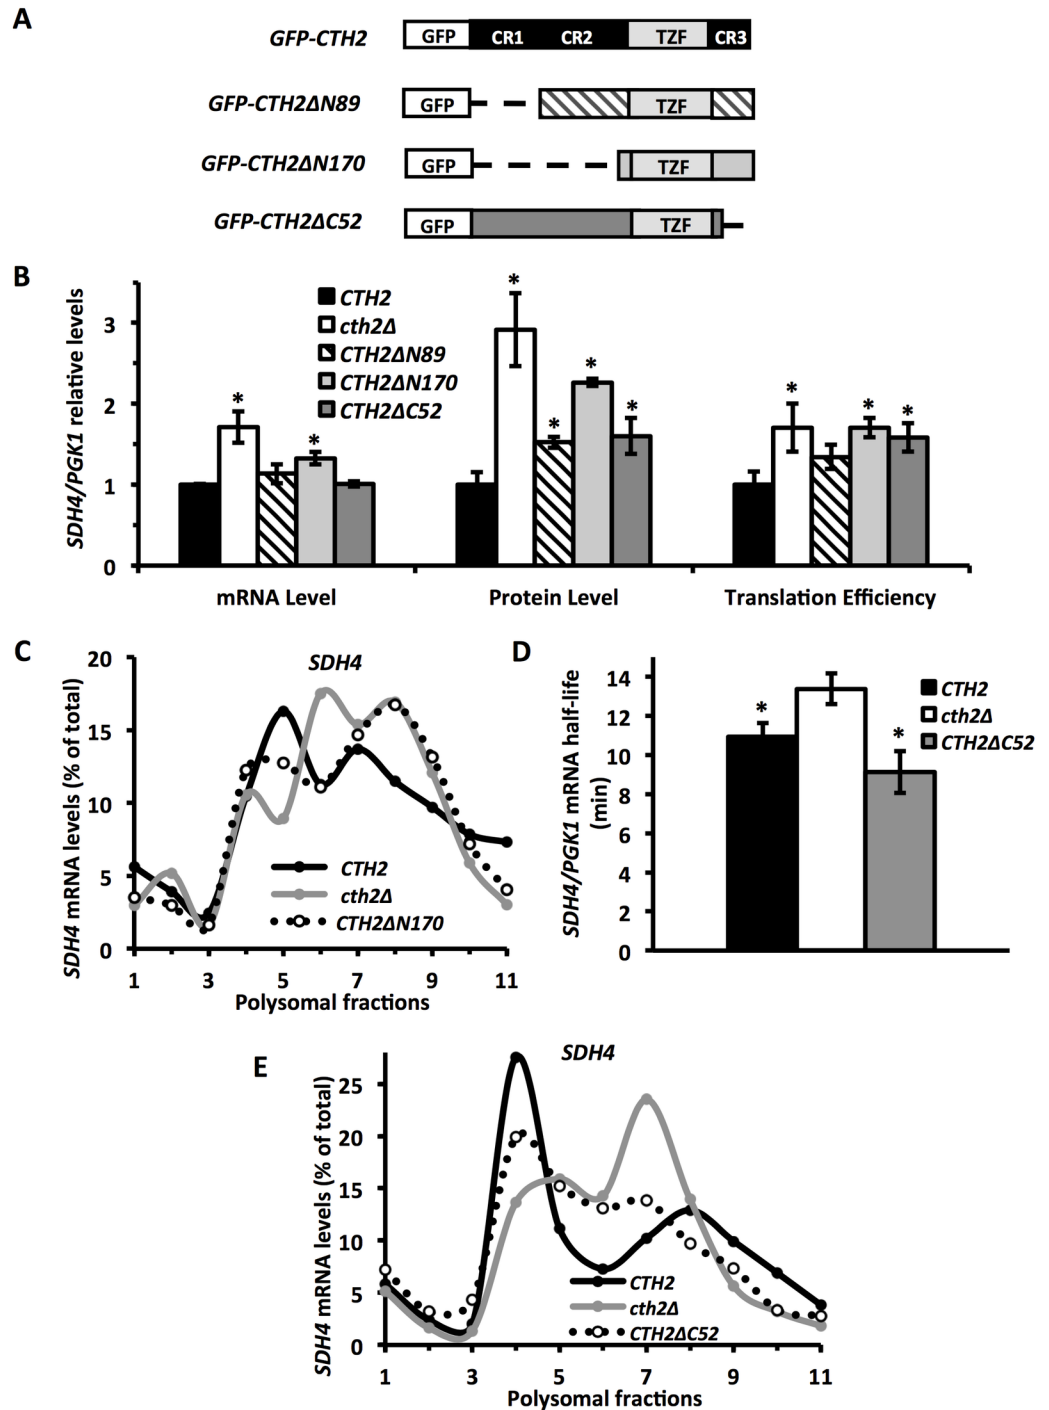 A
GFP-CTH2
GFP CR1 CR2 TZF CR3
GFP-CTH2ΔN89
GFP TZF
GFP-CTH2ΔN170
GFP TZF
GFP-CTH2ΔC52
GFP TZF
B
SDH4/PGK1 relative levels
3
2
1
0
CTH2
cth2Δ
CTH2ΔN89
CTH2ΔN170
CTH2ΔC52
* * * * * * * *
mRNA Level
Protein Level
Translation Efficiency
C
SDH4
SDH4 mRNA levels (% of total)
20
15
10
5
0
CTH2
cth2Δ
CTH2ΔN170
1 3 5 7 9 11
Polysomal fractions
D
SDH4/PGK1 mRNA half-life
(min)
14
12
10
8
6
4
2
0
* *
CTH2
cth2Δ
CTH2ΔC52
E
SDH4
SDH4 mRNA levels (% of total)
25
20
15
10
5
0
CTH2
cth2Δ
CTH2ΔC52
1 3 5 7 9 11
Polysomal fractions